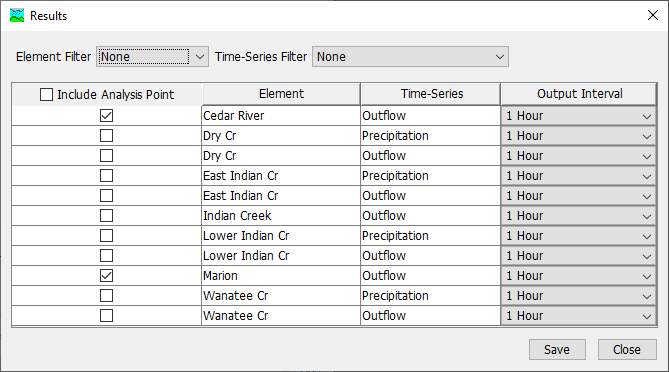 Results
Element Filter None Time-Series Filter None
Include Analysis Point Element Time-Series Output Interval
Cedar River Outflow 1 Hour
Dry Cr Precipitation 1 Hour
Dry Cr Outflow 1 Hour
East Indian Cr Precipitation 1 Hour
East Indian Cr Outflow 1 Hour
Indian Creek Outflow 1 Hour
Lower Indian Cr Precipitation 1 Hour
Lower Indian Cr Outflow 1 Hour
Marion Outflow 1 Hour
Wanatee Cr Precipitation 1 Hour
Wanatee Cr Outflow 1 Hour
Save Close